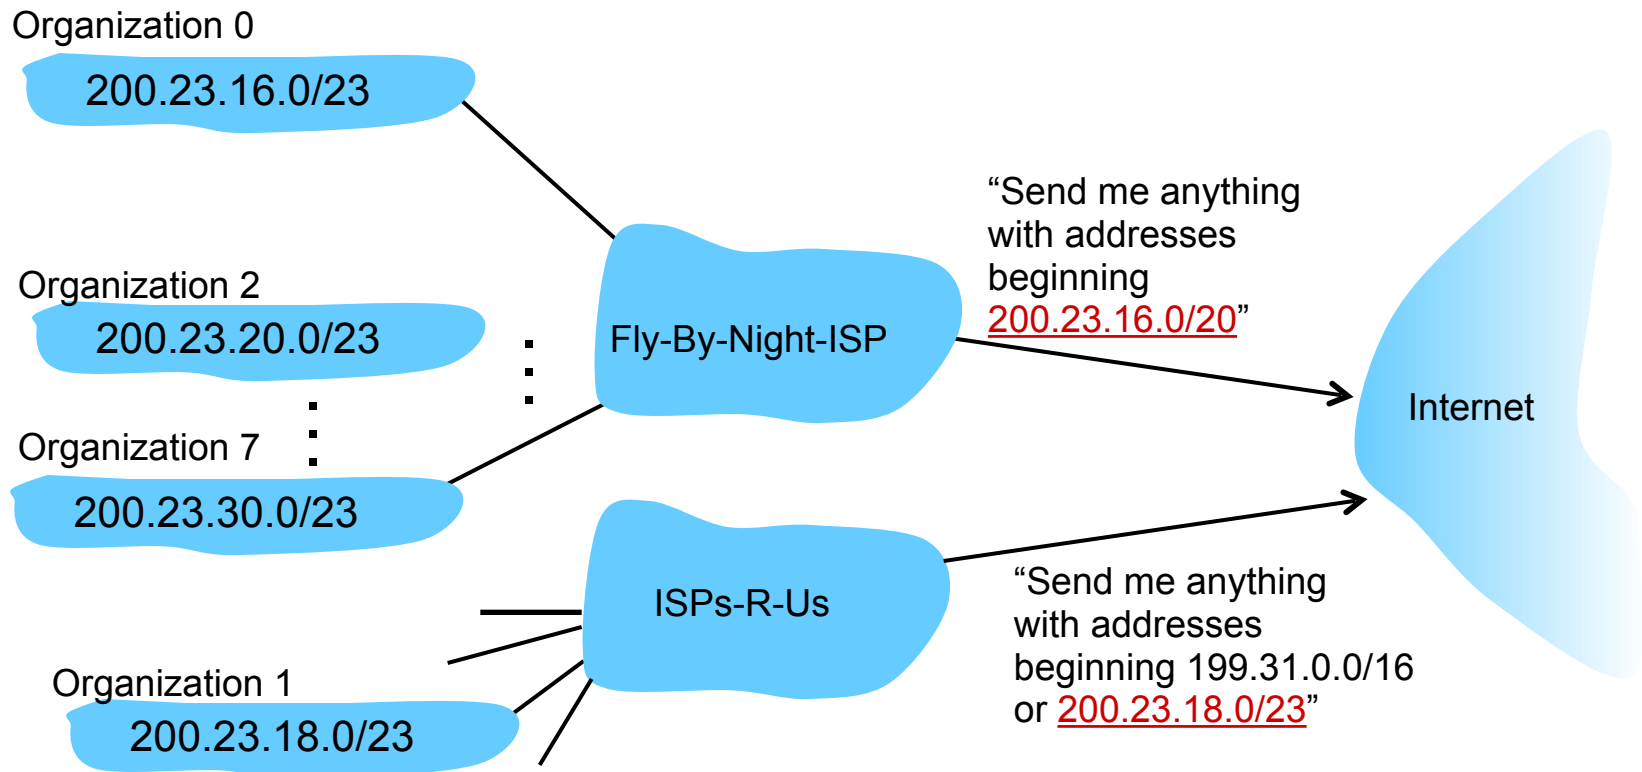 Organization 0
200.23.16.0/23
Organization 2
200.23.20.0/23
Organization 7
200.23.30.0/23
Fly-By-Night-ISP
“Send me anything
with addresses
beginning
200.23.16.0/20”
Internet
ISPs-R-Us
Organization 1
200.23.18.0/23
“Send me anything
with addresses
beginning 199.31.0.0/16
or 200.23.18.0/23”